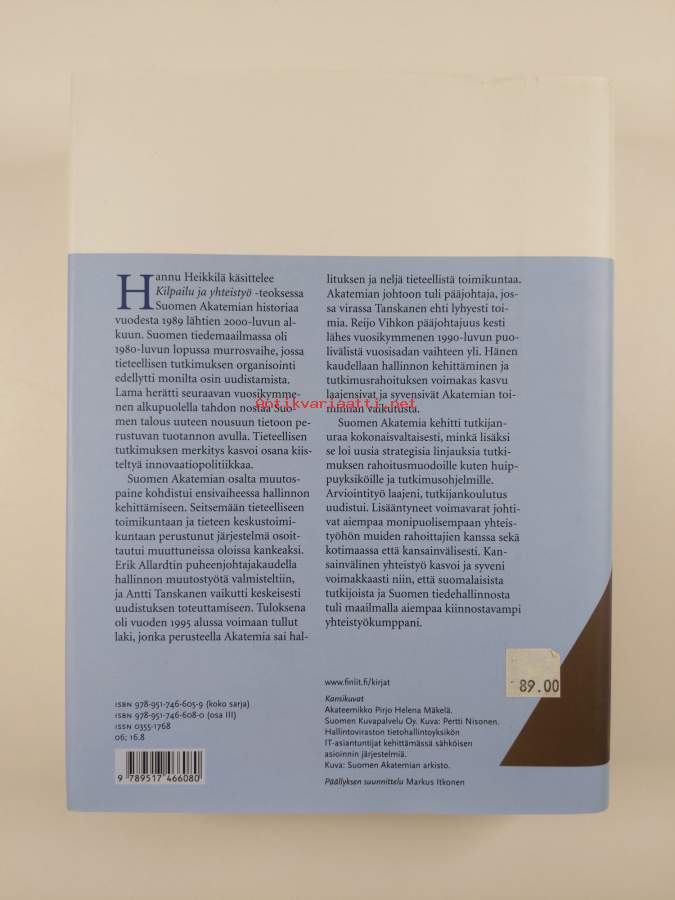 Hannu Heikkilä käsittelee
Kilpailu ja yhteistyö -teoksessa
Suomen Akatemian historiaa
vuodesta 1989 lähtien 2000-luvun al-
kuun. Suomen tiedemaailmassa oli
1980-luvun lopussa murrosvaihe, jossa
tieteellisen tutkimuksen organisointi
edellytti monilta osin uudistamista.
Lama herätti seuraavan vuosikymme-
nen alkupuolella tahdon nostaa Suo-
men talous uuteen nousuun tietoon pe-
rustuvan tuotannon avulla. Tieteellisen
tutkimuksen merkitys kasvoi osana kii-
steltyä innovaatiopolitiikkaa.
Suomen Akatemian osalta muutos-
paine kohdistui ensivaiheessa hallinnon
kehittämiseen. Seitsemään tieteelliseen
toimikuntaan ja tieteen keskustoimi-
kuntaan perustunut järjestelmä osoit-
tautui muuttuneissa oloissa kankeaksi.
Erik Allardtin puheenjohtajakaudella
hallinnon muutostyötä valmisteltiin,
ja Antti Tanskanen vaikutti keskeisesti
uudistuksen toteuttamiseen. Tuloksena
oli vuoden 1995 alussa voimaan tullut
laki, jonka perusteella Akatemia sai hal-
lituksen ja neljä tieteellistä toimikuntaa.
Akatemian johtoon tuli pääjohtaja, jos-
sa virassa Tanskanen ehti lyhyesti toi-
mia. Reijo Vihkon pääjohtajuus kesti
lähes vuosikymmenen 1990-luvun puo-
livälistä vuosisadan vaihteen yli. Hänen
kaudellaan hallinnon kehittäminen ja
tutkimusrahoituksen voimakas kasvu
laajensivat ja syvensivät Akatemian toi-
minnan vaikutusta.
Suomen Akatemia kehitti tutkijan-
uraa kokonaisvaltaisesti, minkä lisäksi
se loi uusia strategisia linjauksia tutki-
muksen rahoitusmuodoille kuten huip-
puyksiköille ja tutkimusohjelmille.
Arviointityö laajeni, tutkijankoulutus
uudistui. Lisääntyneet voimavarat johti-
vat aiempaa monipuolisempaan yhteis-
työhön muiden rahoittajien kanssa sekä
kotimaassa että kansainvälisesti. Kan-
sainvälinen yhteistyö kasvoi ja syveni
voimakkaasti niin, että suomalaisista
tutkijoista ja Suomen tiedehallinnosta
tuli maailmalla aiempaa kiinnostavampi
yhteistyökumppani.
antikvariaatti.net
www.finlit.fi/kirjat
89.00
ISBN 978-951-746-605-9 (koko sarja)
ISBN 978-951-746-608-0 (osa III)
ISSN 0355-1768
06; 16.8
9 789517 466080
Kansikuvat
Akateemikko Pirjo Helena Mäkelä.
Suomen Kuvapalvelu Oy. Kuva: Pertti Nisonen.
Hallintoviraston tietohallintoyksikön
IT-asiantuntijat kehittämässä sähköisen
asioinnin järjestelmiä.
Kuva: Suomen Akatemian arkisto.
Päällyksen suunnittelu Markus Itkonen